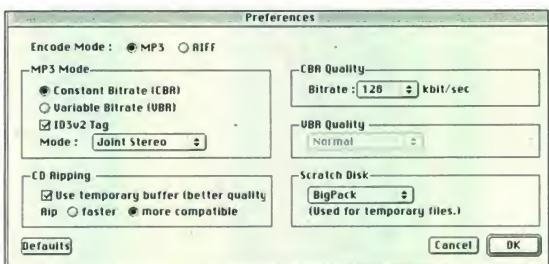 Preferences
Encode Mode : MP3 AIFF
MP3 Mode
Constant Bitrate (CBR)
Variable Bitrate (VBR)
ID3v2 Tag
Mode : Joint Stereo
CBR Quality
Bitrate : 128 kbit/sec
VBR Quality
Normal
CD Ripping
Use temporary buffer (better quality
Rip faster more compatible
Scratch Disk
BigPack
(Used for temporary files.)
Defaults
Cancel OK